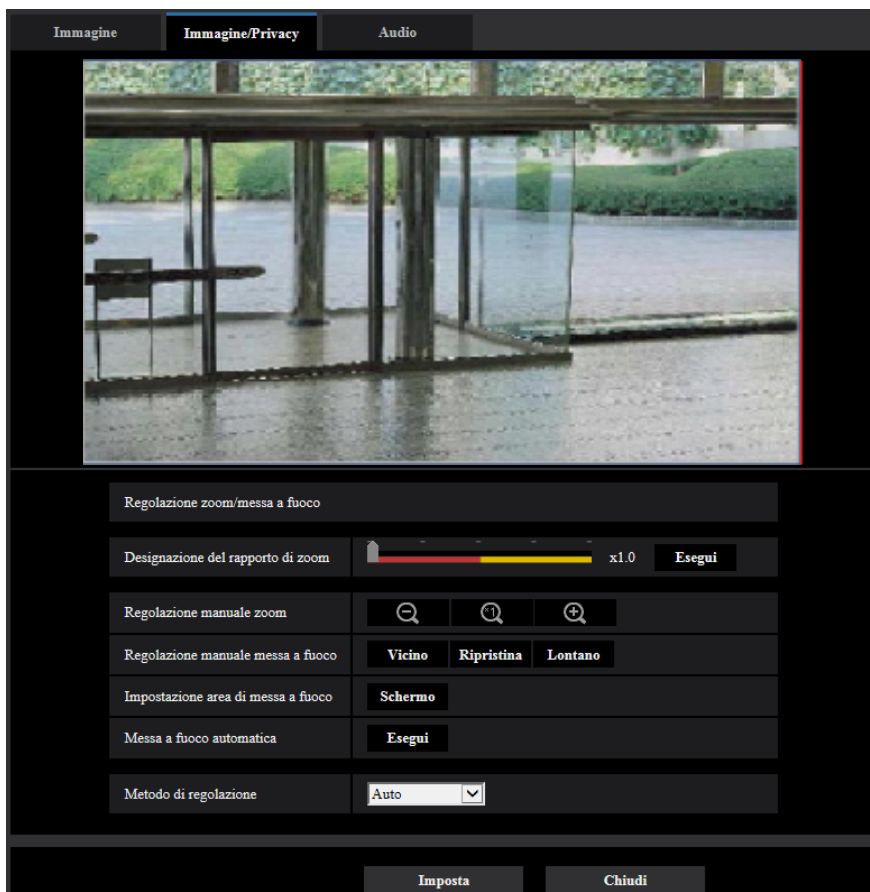 Immagine Immagine/Privacy Audio
Regolazione zoom/messa a fuoco
Designazione del rapporto di zoom x1.0 Esegui
Regolazione manuale zoom ×1
Regolazione manuale messa a fuoco Vicino Ripristina Lontano
Impostazione area di messa a fuoco Schermo
Messa a fuoco automatica Esegui
Metodo di regolazione Auto
Imposta Chiudi